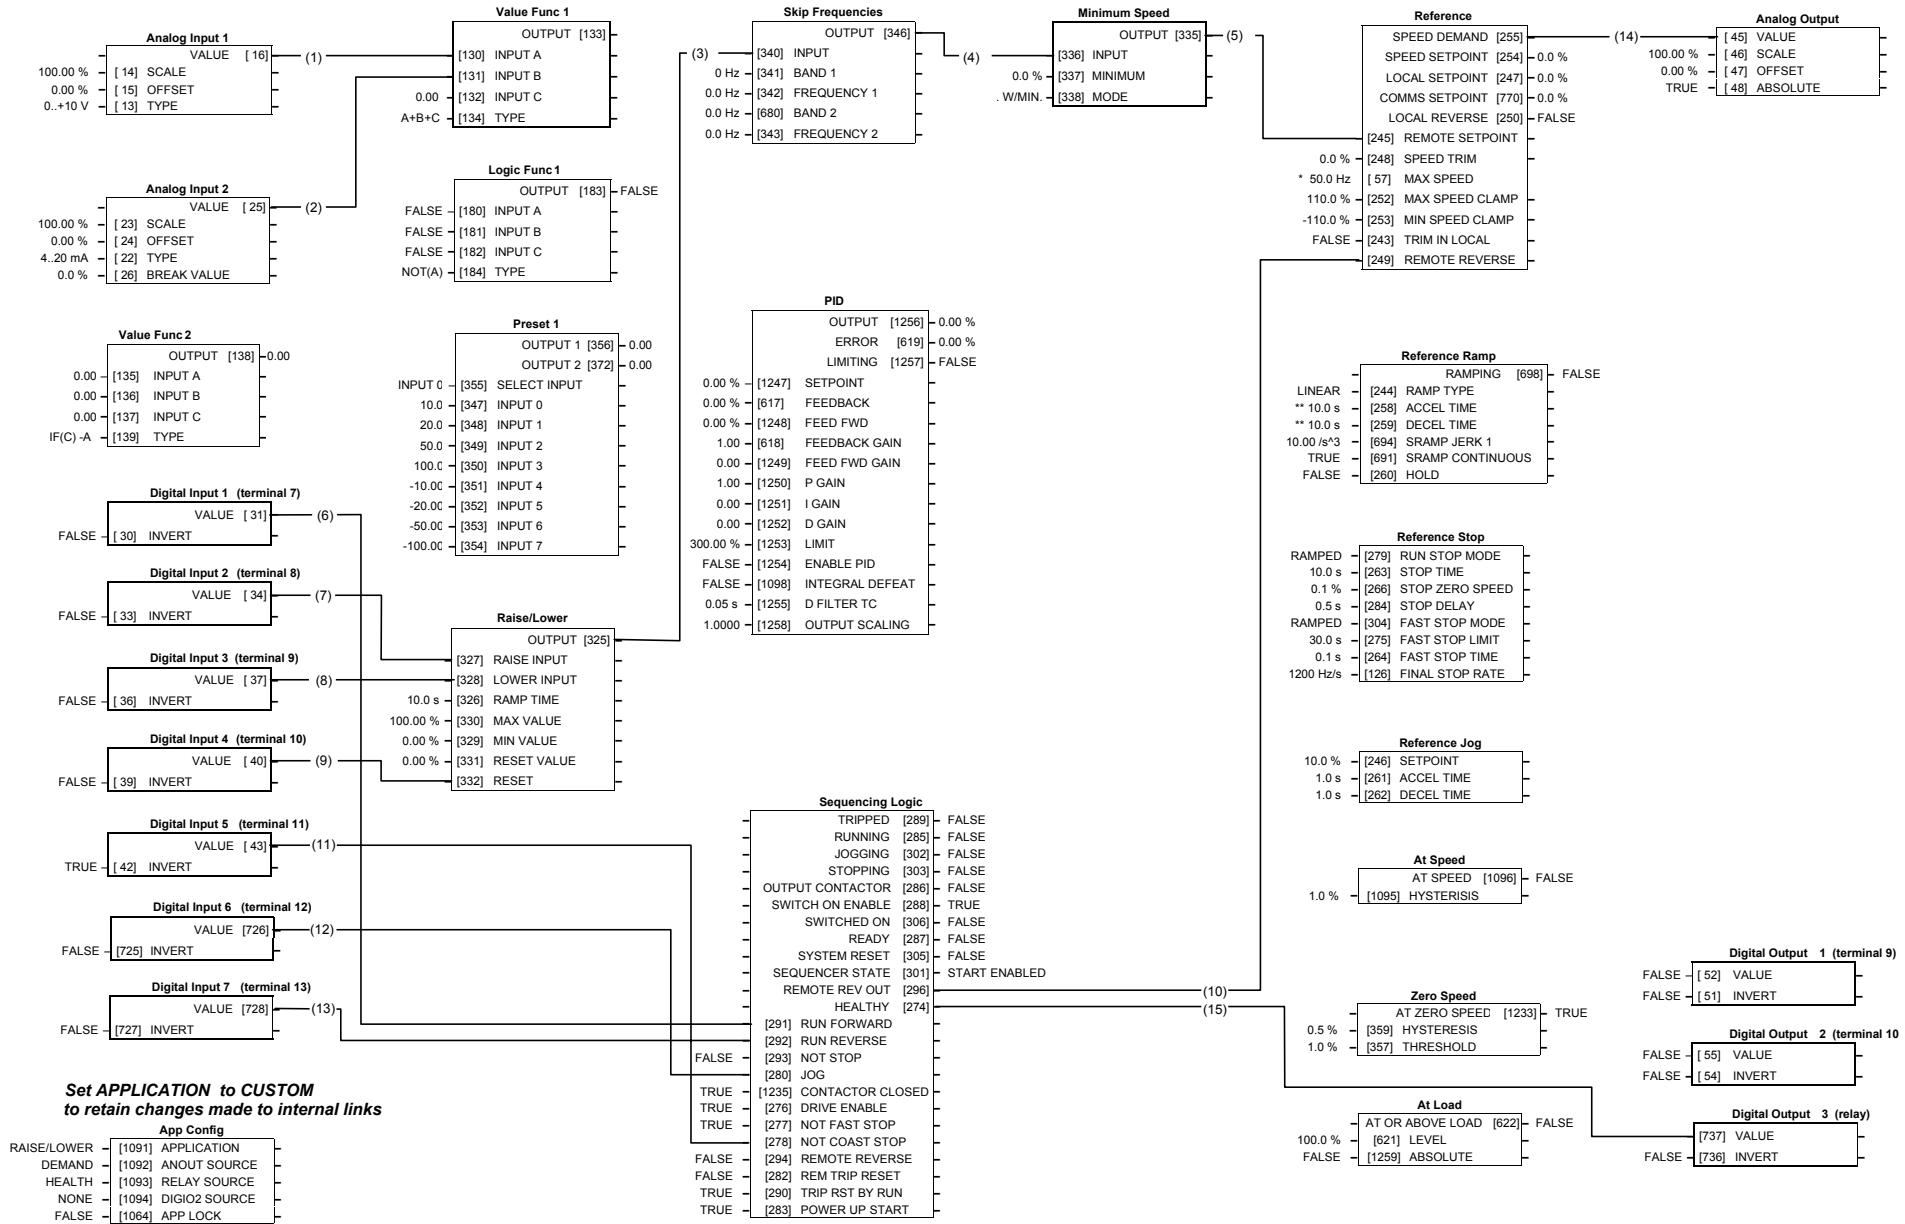 Analog Input 1
VALUE [ 16]
100.00 % [ 14] SCALE
0.00 % [ 15] OFFSET
0..+10 V [ 13] TYPE
(1)
Analog Input 2
VALUE [ 25]
100.00 % [ 23] SCALE
0.00 % [ 24] OFFSET
4..20 mA [ 22] TYPE
0.0 % [ 26] BREAK VALUE
(2)
Value Func 2
OUTPUT [138] 0.00
0.00 [135] INPUT A
0.00 [136] INPUT B
0.00 [137] INPUT C
IF(C) -A [139] TYPE
Digital Input 1 (terminal 7)
VALUE [ 31]
FALSE [ 30] INVERT
(6)
Digital Input 2 (terminal 8)
VALUE [ 34]
FALSE [ 33] INVERT
(7)
Digital Input 3 (terminal 9)
VALUE [ 37]
FALSE [ 36] INVERT
(8)
Digital Input 4 (terminal 10)
VALUE [ 40]
FALSE [ 39] INVERT
(9)
Digital Input 5 (terminal 11)
VALUE [ 43]
TRUE [ 42] INVERT
(11)
Digital Input 6 (terminal 12)
VALUE [726]
FALSE [725] INVERT
(12)
Digital Input 7 (terminal 13)
VALUE [728]
FALSE [727] INVERT
(13)
Set APPLICATION to CUSTOM
to retain changes made to internal links
App Config
RAISE/LOWER [1091] APPLICATION
DEMAND [1092] ANOUT SOURCE
HEALTH [1093] RELAY SOURCE
NONE [1094] DIGIO2 SOURCE
FALSE [1064] APP LOCK
Value Func 1
OUTPUT [133]
[130] INPUT A
[131] INPUT B
0.00 [132] INPUT C
A+B+C [134] TYPE
Logic Func 1
OUTPUT [183] FALSE
FALSE [180] INPUT A
FALSE [181] INPUT B
FALSE [182] INPUT C
NOT(A) [184] TYPE
Preset 1
OUTPUT 1 [356] 0.00
OUTPUT 2 [372] 0.00
INPUT 0 [355] SELECT INPUT
10.0 [347] INPUT 0
20.0 [348] INPUT 1
50.0 [349] INPUT 2
100.0 [350] INPUT 3
-10.00 [351] INPUT 4
-20.00 [352] INPUT 5
-50.00 [353] INPUT 6
-100.00 [354] INPUT 7
Raise/Lower
OUTPUT [325]
[327] RAISE INPUT
[328] LOWER INPUT
10.0 s [326] RAMP TIME
100.00 % [330] MAX VALUE
0.00 % [329] MIN VALUE
0.00 % [331] RESET VALUE
[332] RESET
Skip Frequencies
OUTPUT [346]
(3) [340] INPUT
0 Hz [341] BAND 1
0.0 Hz [342] FREQUENCY 1
0.0 Hz [680] BAND 2
0.0 Hz [343] FREQUENCY 2
(4)
PID
OUTPUT [1256] 0.00 %
ERROR [619] 0.00 %
LIMITING [1257] FALSE
0.00 % [1247] SETPOINT
0.00 % [617] FEEDBACK
0.00 % [1248] FEED FWD
1.00 [618] FEEDBACK GAIN
0.00 [1249] FEED FWD GAIN
1.00 [1250] P GAIN
0.00 [1251] I GAIN
0.00 [1252] D GAIN
300.00 % [1253] LIMIT
FALSE [1254] ENABLE PID
FALSE [1098] INTEGRAL DEFEAT
0.05 s [1255] D FILTER TC
1.0000 [1258] OUTPUT SCALING
Sequencing Logic
TRIPPED [289] FALSE
RUNNING [285] FALSE
JOGGING [302] FALSE
STOPPING [303] FALSE
OUTPUT CONTACTOR [286] FALSE
SWITCH ON ENABLE [288] TRUE
SWITCHED ON [306] FALSE
READY [287] FALSE
SYSTEM RESET [305] FALSE
SEQUENCER STATE [301] START ENABLED
REMOTE REV OUT [296] (10)
HEALTHY [274] (15)
[291] RUN FORWARD
[292] RUN REVERSE
FALSE [293] NOT STOP
[280] JOG
TRUE [1235] CONTACTOR CLOSED
TRUE [276] DRIVE ENABLE
TRUE [277] NOT FAST STOP
[278] NOT COAST STOP
FALSE [294] REMOTE REVERSE
FALSE [282] REM TRIP RESET
TRUE [290] TRIP RST BY RUN
TRUE [283] POWER UP START
Minimum Speed
OUTPUT [335] (5)
[336] INPUT
0.0 % [337] MINIMUM
. W/MIN. [338] MODE
Reference
SPEED DEMAND [255] (14)
SPEED SETPOINT [254] 0.0 %
LOCAL SETPOINT [247] 0.0 %
COMMS SETPOINT [770] 0.0 %
LOCAL REVERSE [250] FALSE
[245] REMOTE SETPOINT
0.0 % [248] SPEED TRIM
* 50.0 Hz [ 57] MAX SPEED
110.0 % [252] MAX SPEED CLAMP
-110.0 % [253] MIN SPEED CLAMP
FALSE [243] TRIM IN LOCAL
[249] REMOTE REVERSE
Reference Ramp
RAMPING [698] FALSE
LINEAR [244] RAMP TYPE
** 10.0 s [258] ACCEL TIME
** 10.0 s [259] DECEL TIME
10.00 /s^3 [694] SRAMP JERK 1
TRUE [691] SRAMP CONTINUOUS
FALSE [260] HOLD
Reference Stop
RAMPED [279] RUN STOP MODE
10.0 s [263] STOP TIME
0.1 % [266] STOP ZERO SPEED
0.5 s [284] STOP DELAY
RAMPED [304] FAST STOP MODE
30.0 s [275] FAST STOP LIMIT
0.1 s [264] FAST STOP TIME
1200 Hz/s [126] FINAL STOP RATE
Reference Jog
10.0 % [246] SETPOINT
1.0 s [261] ACCEL TIME
1.0 s [262] DECEL TIME
At Speed
AT SPEED [1096] FALSE
1.0 % [1095] HYSTERISIS
Zero Speed
AT ZERO SPEED [1233] TRUE
0.5 % [359] HYSTERESIS
1.0 % [357] THRESHOLD
At Load
AT OR ABOVE LOAD [622] FALSE
100.0 % [621] LEVEL
FALSE [1259] ABSOLUTE
Analog Output
[ 45] VALUE
100.00 % [ 46] SCALE
0.00 % [ 47] OFFSET
TRUE [ 48] ABSOLUTE
Digital Output 1 (terminal 9)
FALSE [ 52] VALUE
FALSE [ 51] INVERT
Digital Output 2 (terminal 10
FALSE [ 55] VALUE
FALSE [ 54] INVERT
Digital Output 3 (relay)
[737] VALUE
FALSE [736] INVERT